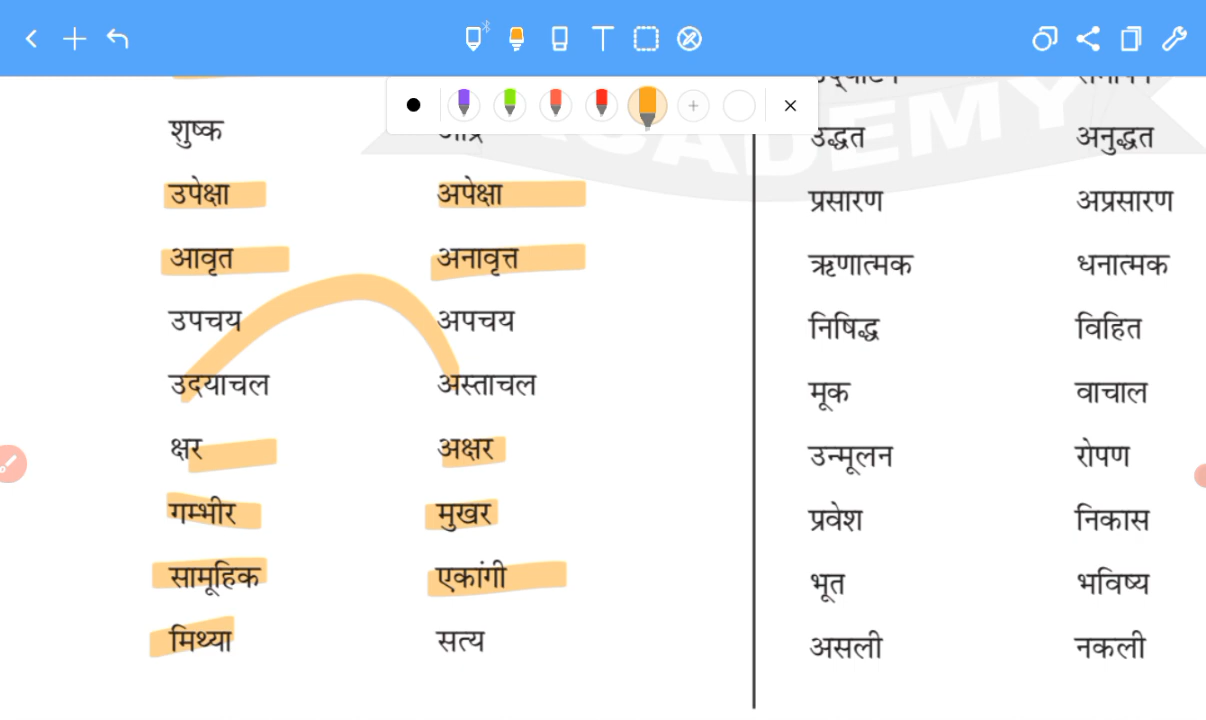 ACADEMY
शुष्क
उपेक्षा अपेक्षा
आवृत अनावृत्त
उपचय अपचय
उदयाचल अस्ताचल
क्षर अक्षर
गम्भीर मुखर
सामूहिक एकांगी
मिथ्या सत्य
उद्धत अनुद्धत
प्रसारण अप्रसारण
ऋणात्मक धनात्मक
निषिद्ध विहित
मूक वाचाल
उन्मूलन रोपण
प्रवेश निकास
भूत भविष्य
असली नकली